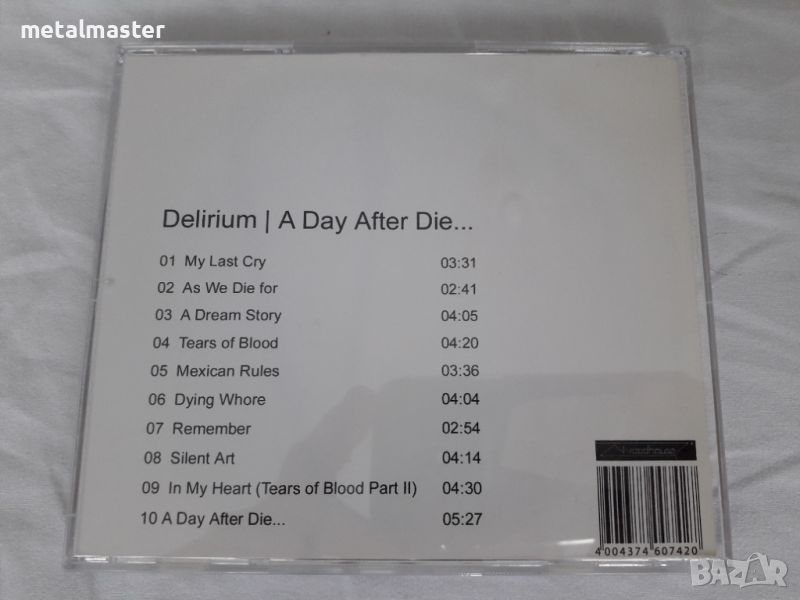 metalmaster
Delirium | A Day After Die...
01 My Last Cry 03:31
02 As We Die for 02:41
03 A Dream Story 04:05
04 Tears of Blood 04:20
05 Mexican Rules 03:36
06 Dying Whore 04:04
07 Remember 02:54
08 Silent Art 04:14
09 In My Heart (Tears of Blood Part II) 04:30
10 A Day After Die... 05:27
Woodhouse
4 004374 607420
BAZAR